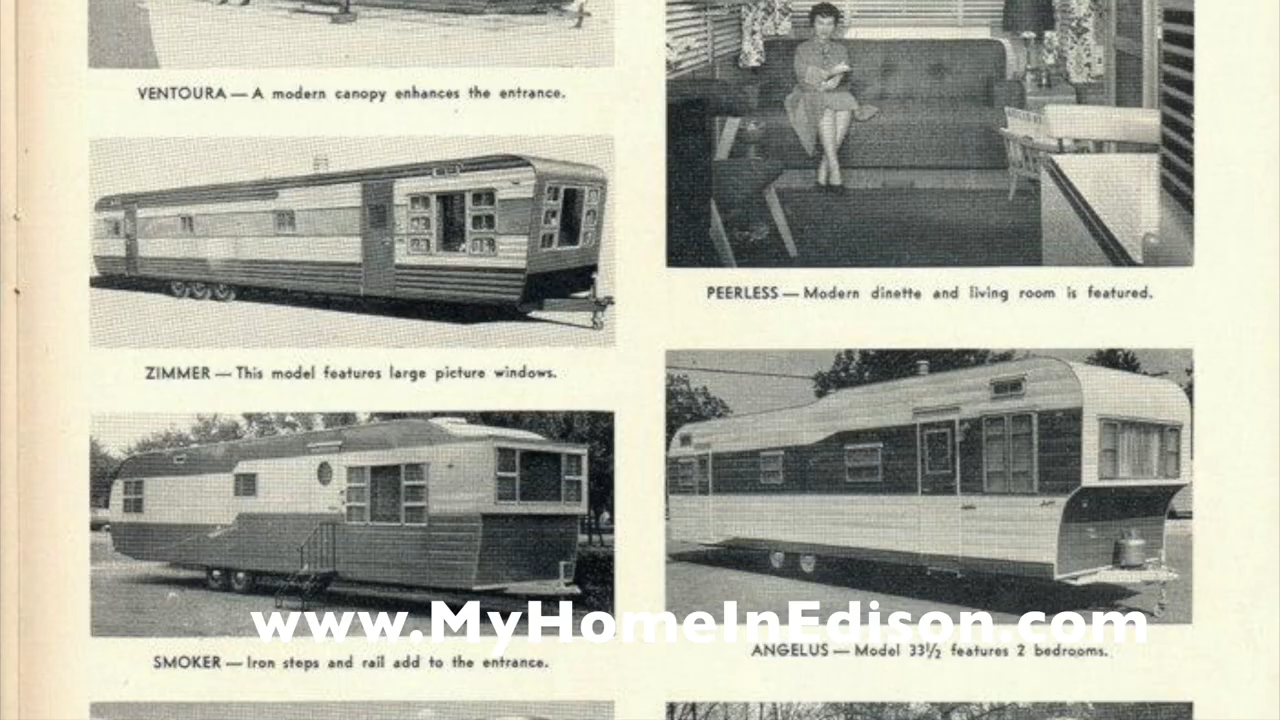 VENTOURA — A modern canopy enhances the entrance.
ZIMMER — This model features large picture windows.
SMOKER — Iron steps and rail add to the entrance.
PEERLESS — Modern dinette and living room is featured.
ANGELUS — Model 33½ features 2 bedrooms.
www.MyHomeInEdison.com